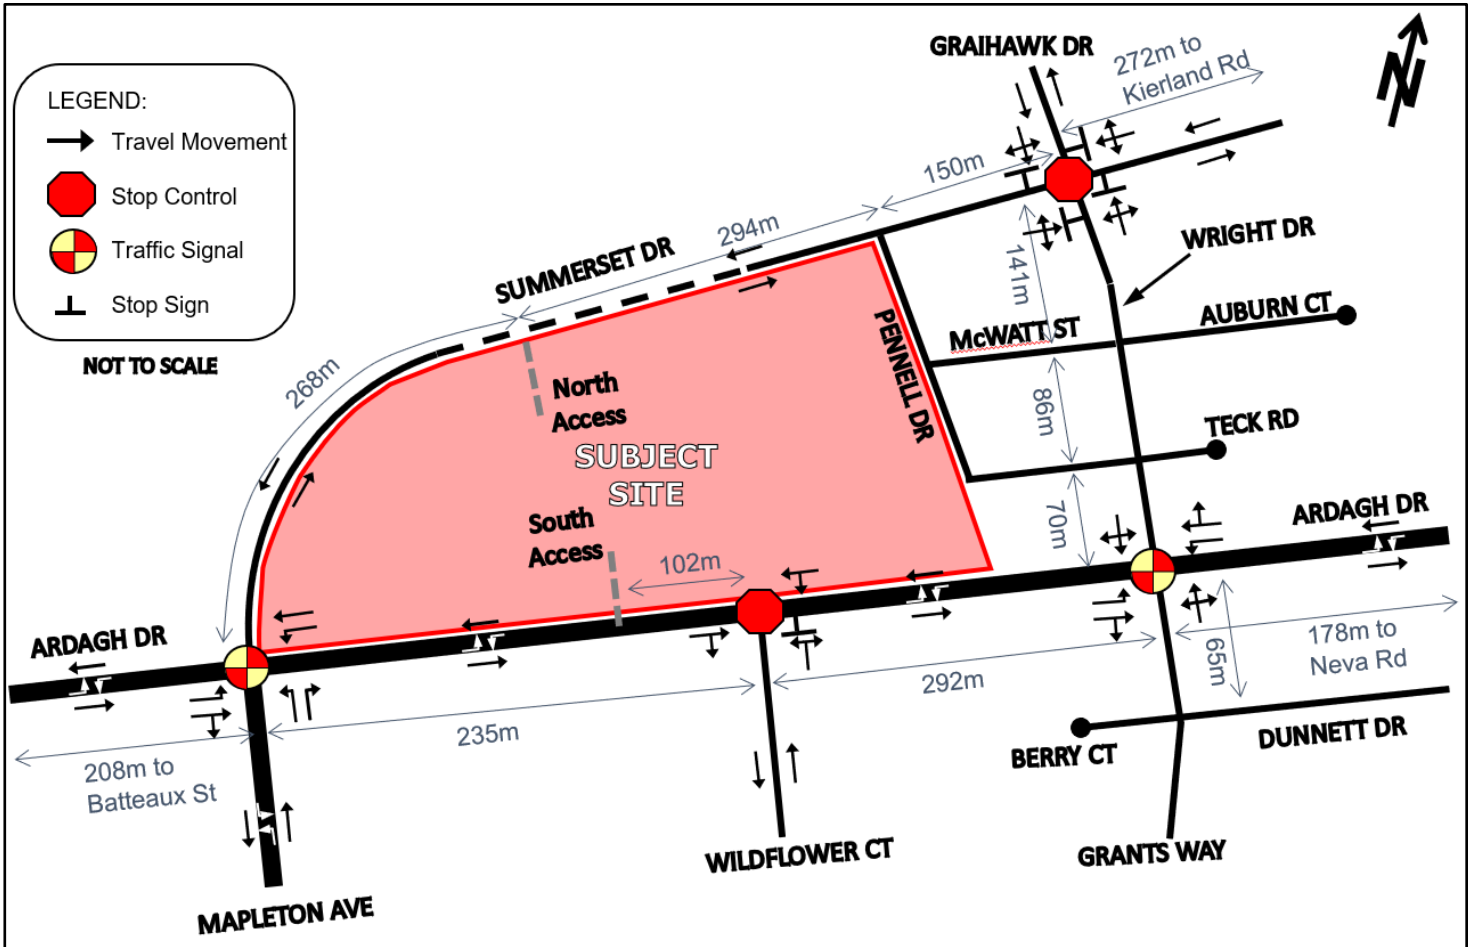 GRAIHAWK DR
272m to
Kierland Rd
N
LEGEND:
Travel Movement
Stop Control
Traffic Signal
Stop Sign
NOT TO SCALE
150m
294m
SUMMERSET DR
141m
WRIGHT DR
AUBURN CT
McWATT ST
PENNELL DR
268m
North
Access
86m
TECK RD
SUBJECT
SITE
South
Access
70m
ARDAGH DR
102m
ARDAGH DR
178m to
Neva Rd
65m
292m
235m
208m to
Batteaux St
DUNNETT DR
BERRY CT
WILDFLOWER CT
GRANTS WAY
MAPLETON AVE